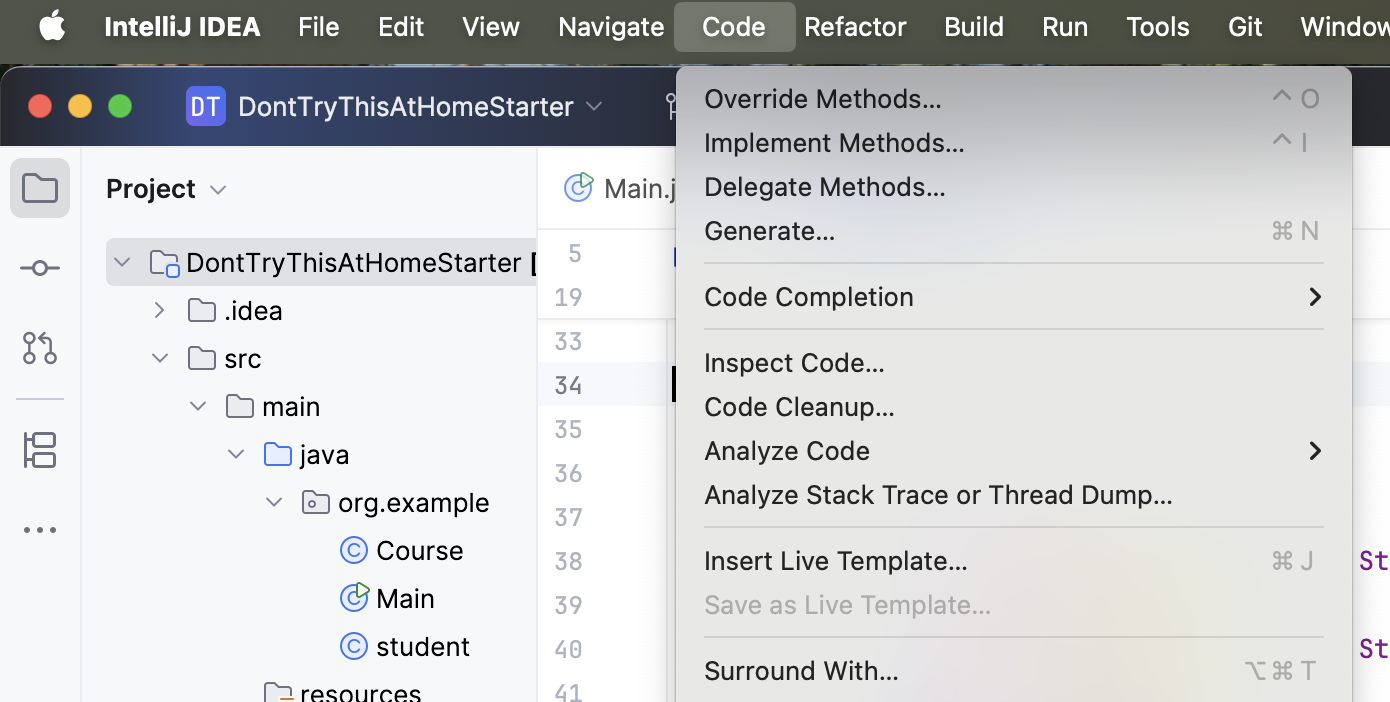 IntelliJ IDEA File Edit View Navigate Code Refactor Build Run Tools Git Window
DT DontTryThisAtHomeStarter
Project
DontTryThisAtHomeStarter [
.idea
src
main
java
org.example
Course
Main
student
resources
Main.j
5
19
33
34
35
36
37
38
39
40
41
Override Methods... ^ O
Implement Methods... ^ I
Delegate Methods...
Generate... ⌘ N
Code Completion
Inspect Code...
Code Cleanup...
Analyze Code
Analyze Stack Trace or Thread Dump...
Insert Live Template... ⌘ J
Save as Live Template...
Surround With... ⌥ ⌘ T
St
St